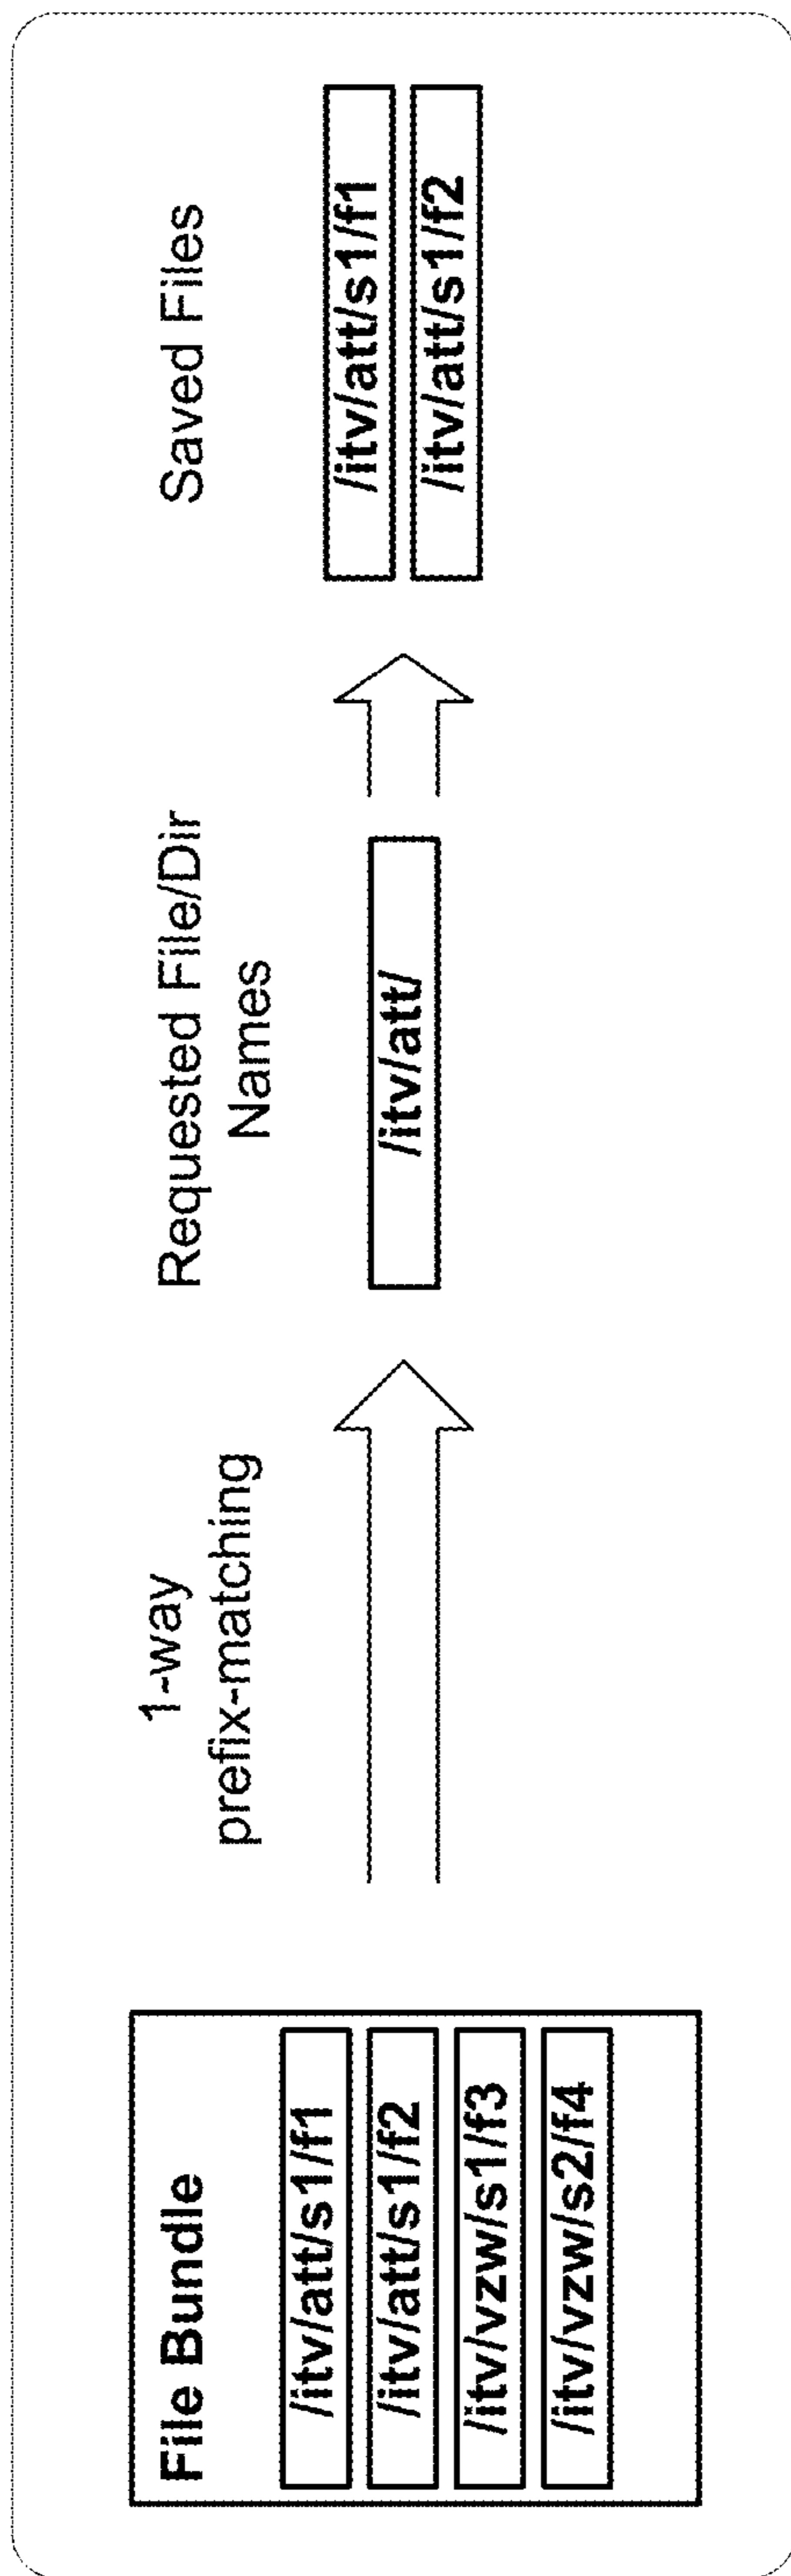 File Bundle
/itv/att/s1/f1
/itv/att/s1/f2
/itv/vzw/s1/f3
/itv/vzw/s2/f4
1-way
prefix-matching
Requested File/Dir
Names
/itv/att/
Saved Files
/itv/att/s1/f1
/itv/att/s1/f2